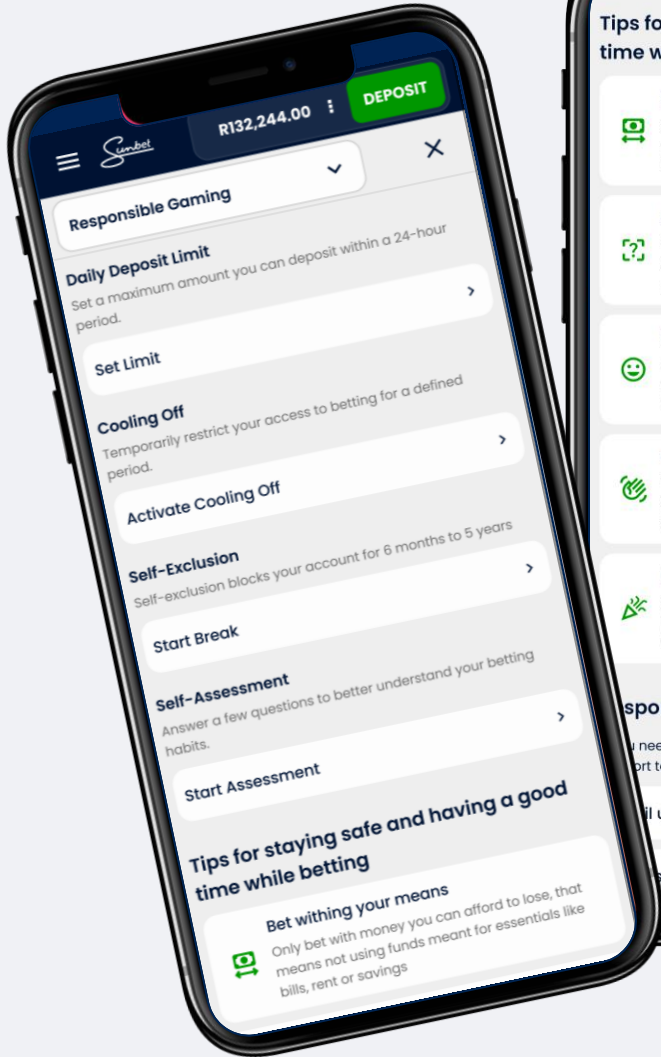 Sunbet
R132,244.00
DEPOSIT
Responsible Gaming
Daily Deposit Limit
Set a maximum amount you can deposit within a 24-hour
period.
Set Limit
Cooling Off
Temporarily restrict your access to betting for a defined
period.
Activate Cooling Off
Self-Exclusion
Self-exclusion blocks your account for 6 months to 5 years
Start Break
Self-Assessment
Answer a few questions to better understand your betting
habits.
Start Assessment
Tips for staying safe and having a good
time while betting
Bet withing your means
Only bet with money you can afford to lose, that
means not using funds meant for essentials like
bills, rent or savings
Tips fo
time w